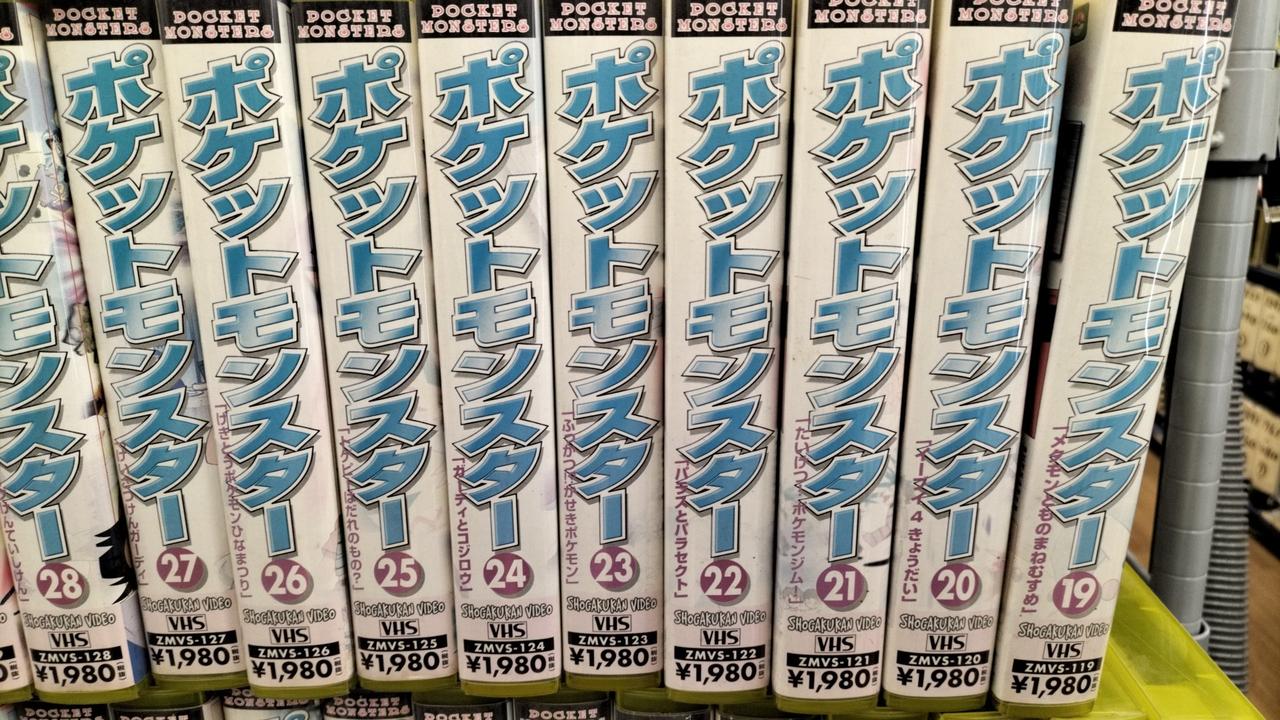 POCKET MONSTERS
ポケットモンスター
28
SHOGAKUKAN VIDEO
VHS
ZMVS-128
¥1,980
POCKET MONSTERS
ポケットモンスター
27
SHOGAKUKAN VIDEO
VHS
ZMVS-127
¥1,980
POCKET MONSTERS
ポケットモンスター
「げきとうポケモンひなまつり」
26
SHOGAKUKAN VIDEO
VHS
ZMVS-126
¥1,980
POCKET MONSTERS
ポケットモンスター
「トゲピーはだれのもの?」
25
SHOGAKUKAN VIDEO
VHS
ZMVS-125
¥1,980
POCKET MONSTERS
ポケットモンスター
「ガーディとコジロウ」
24
SHOGAKUKAN VIDEO
VHS
ZMVS-124
¥1,980
POCKET MONSTERS
ポケットモンスター
「ふっかつ!?かせきポケモン」
23
SHOGAKUKAN VIDEO
VHS
ZMVS-123
¥1,980
POCKET MONSTERS
ポケットモンスター
「パラスとパラセクト」
22
SHOGAKUKAN VIDEO
VHS
ZMVS-122
¥1,980
POCKET MONSTERS
ポケットモンスター
「たいけつ!ポケモンジム!」
21
SHOGAKUKAN VIDEO
VHS
ZMVS-121
¥1,980
POCKET MONSTERS
ポケットモンスター
「イーブイ4きょうだい」
20
SHOGAKUKAN VIDEO
VHS
ZMVS-120
¥1,980
POCKET MONSTERS
ポケットモンスター
「メタモンとものまねむすめ」
19
SHOGAKUKAN VIDEO
VHS
ZMVS-119
¥1,980